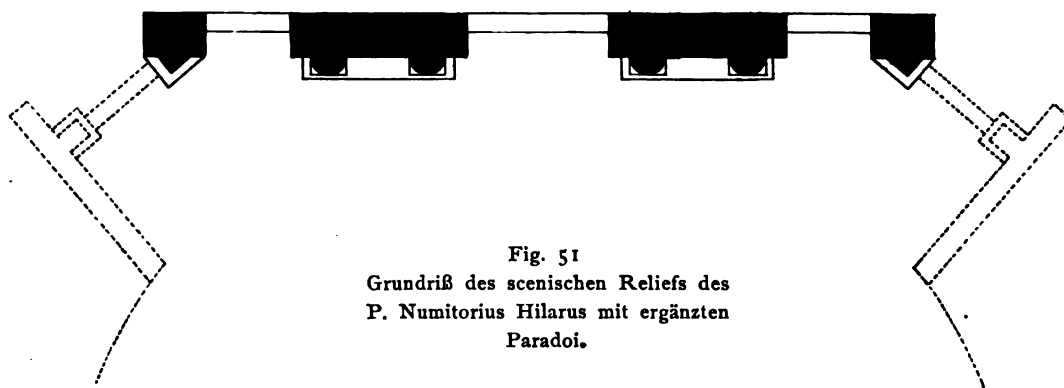 Fig. 51
Grundriß des scenischen Reliefs des
P. Numitorius Hilarus mit ergänzten
Paradoi.